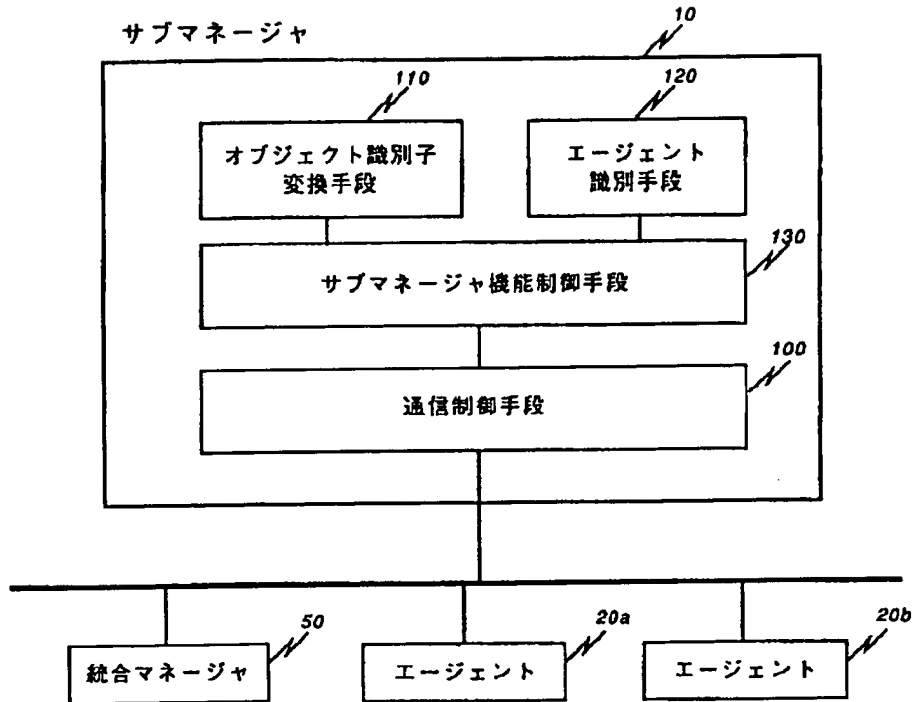 サブマネージャ
10
110
120
オブジェクト識別子
変換手段
エージェント
識別手段
130
サブマネージャ機能制御手段
100
通信制御手段
50
20a
20b
統合マネージャ
エージェント
エージェント